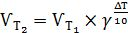 V_{T_2} = V_{T_1} × γ^{ΔT/10}